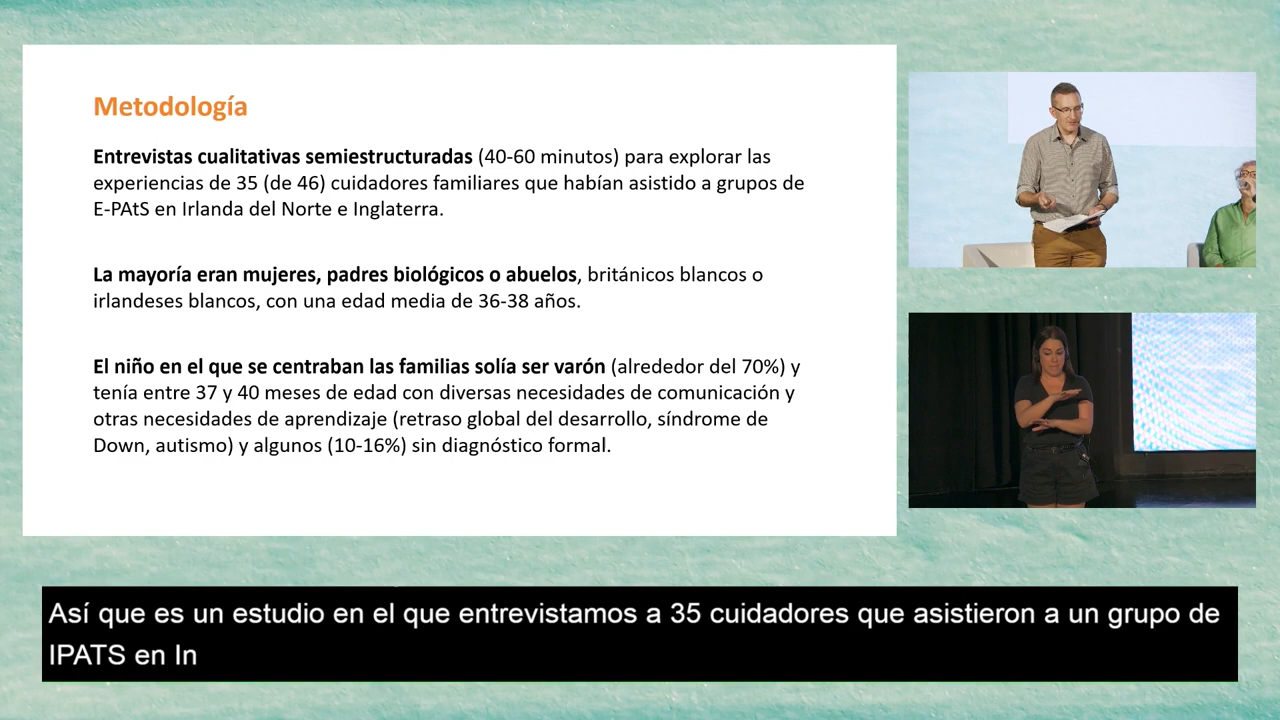 Metodología
Entrevistas cualitativas semiestructuradas (40-60 minutos) para explorar las
experiencias de 35 (de 46) cuidadores familiares que habían asistido a grupos de
E-PAtS en Irlanda del Norte e Inglaterra.
La mayoría eran mujeres, padres biológicos o abuelos, británicos blancos o
irlandeses blancos, con una edad media de 36-38 años.
El niño en el que se centraban las familias solía ser varón (alrededor del 70%) y
tenía entre 37 y 40 meses de edad con diversas necesidades de comunicación y
otras necesidades de aprendizaje (retraso global del desarrollo, síndrome de
Down, autismo) y algunos (10-16%) sin diagnóstico formal.
Así que es un estudio en el que entrevistamos a 35 cuidadores que asistieron a un grupo de
IPATS en In